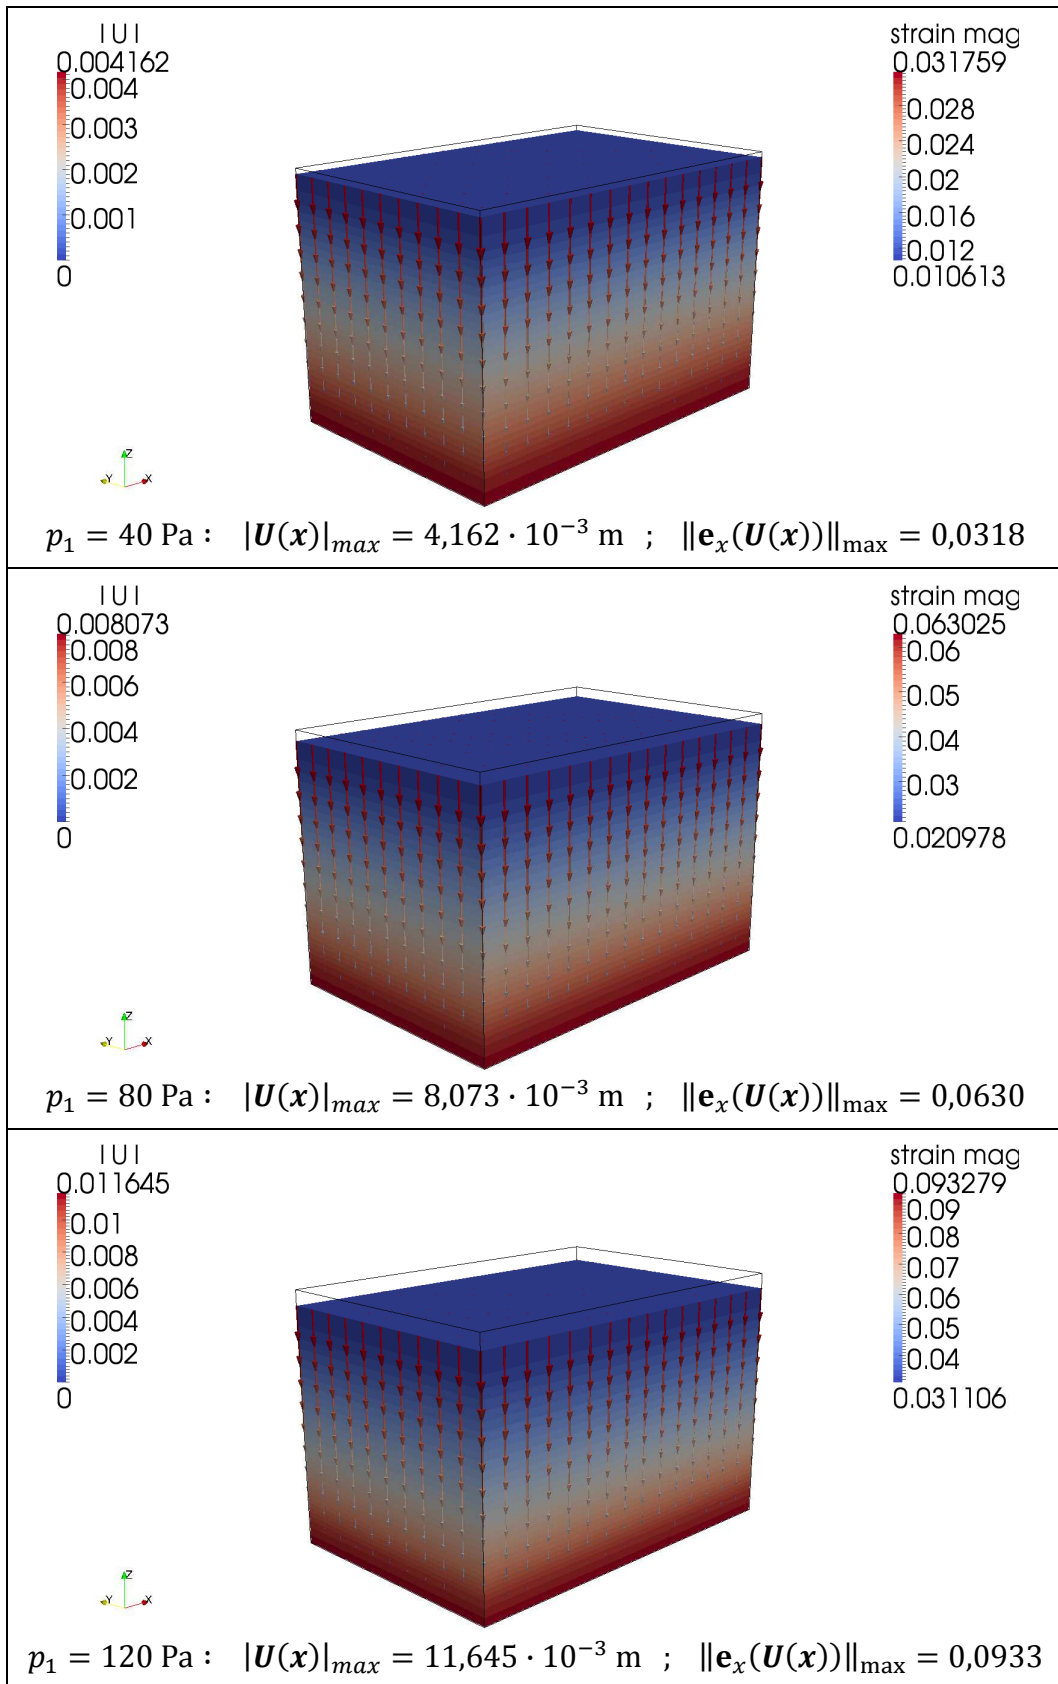 |U|
0.004162
0.004
0.003
0.002
0.001
0
strain mag
0.031759
0.028
0.024
0.02
0.016
0.012
0.010613
Z
Y
X
p₁ = 40 Pa : |U(x)|ₘₐₓ = 4,162 · 10⁻³ m ; ‖eₓ(U(x))‖ₘₐₓ = 0,0318
|U|
0.008073
0.008
0.006
0.004
0.002
0
strain mag
0.063025
0.06
0.05
0.04
0.03
0.020978
Z
Y
X
p₁ = 80 Pa : |U(x)|ₘₐₓ = 8,073 · 10⁻³ m ; ‖eₓ(U(x))‖ₘₐₓ = 0,0630
|U|
0.011645
0.01
0.008
0.006
0.004
0.002
0
strain mag
0.093279
0.09
0.08
0.07
0.06
0.05
0.04
0.031106
Z
Y
X
p₁ = 120 Pa : |U(x)|ₘₐₓ = 11,645 · 10⁻³ m ; ‖eₓ(U(x))‖ₘₐₓ = 0,0933